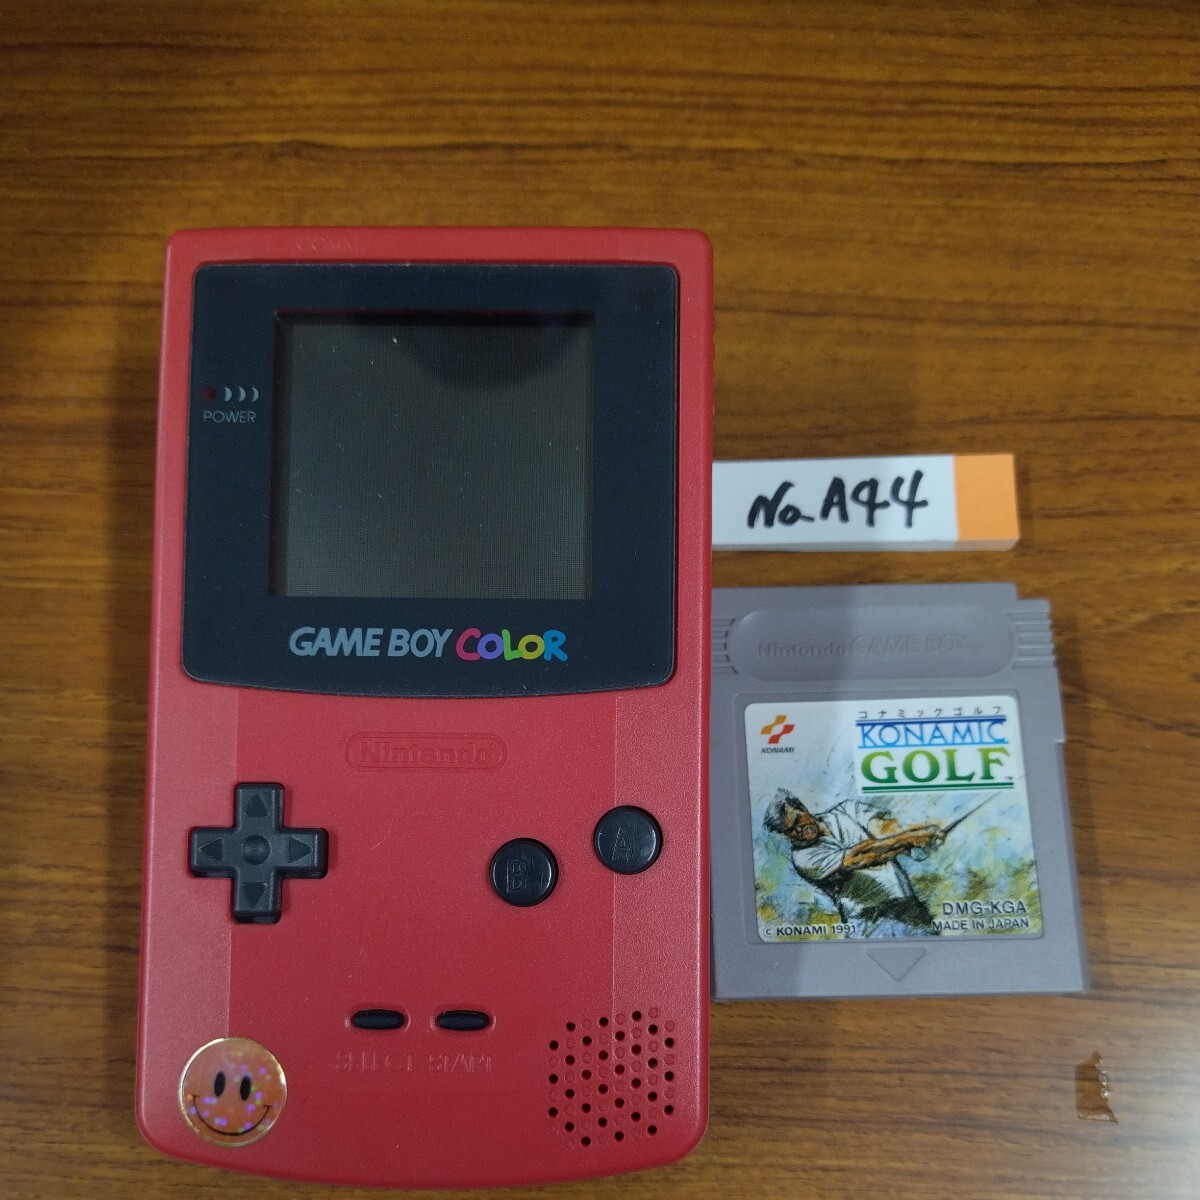 COMM.
POWER
GAME BOY COLOR
Nintendo
A
B
SELECT START
No. A44
Nintendo GAME BOY
コナミックゴルフ
KONAMIC
GOLF™
KONAMI
DMG-KGA
© KONAMI 1991
MADE IN JAPAN